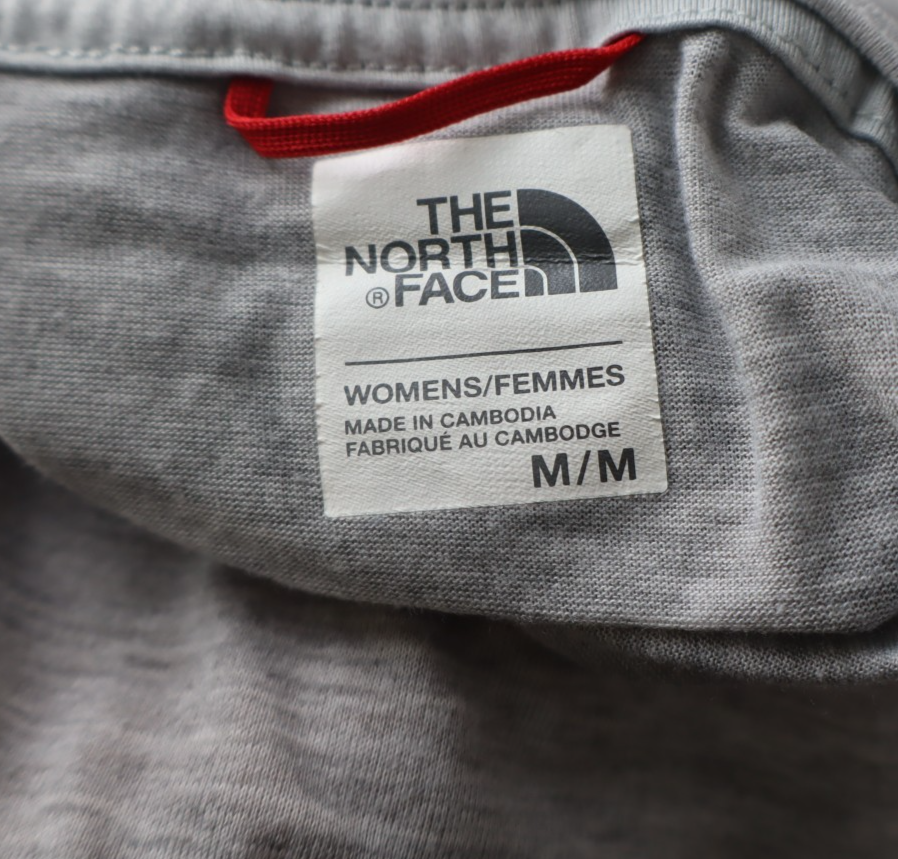 THE
NORTH
®FACE
WOMENS/FEMMES
MADE IN CAMBODIA
FABRIQUÉ AU CAMBODGE
M/M